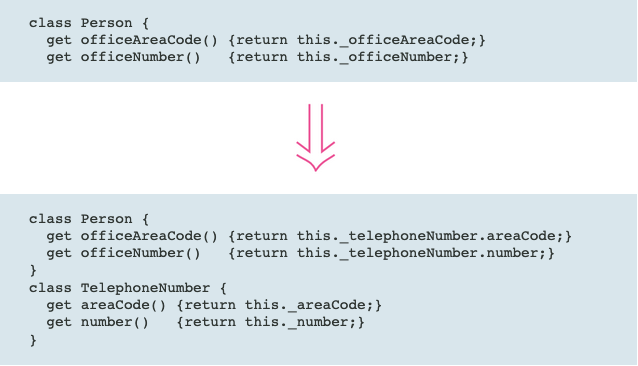 class Person {
  get officeAreaCode() {return this._officeAreaCode;}
  get officeNumber()   {return this._officeNumber;}
class Person {
  get officeAreaCode() {return this._telephoneNumber.areaCode;}
  get officeNumber()   {return this._telephoneNumber.number;}
}
class TelephoneNumber {
  get areaCode() {return this._areaCode;}
  get number()   {return this._number;}
}